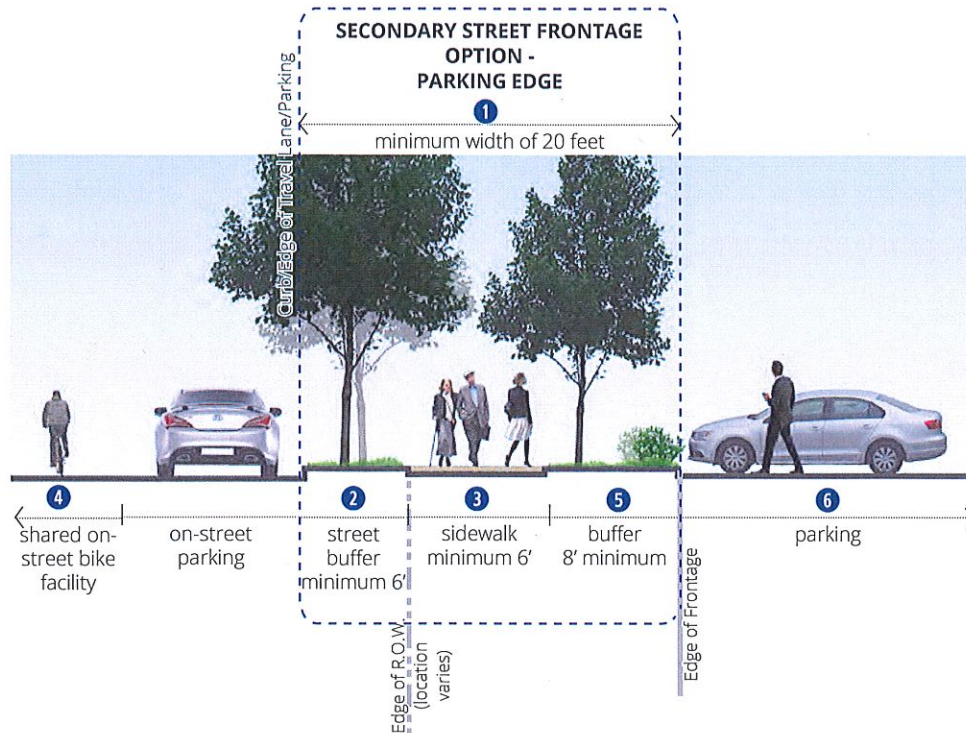 SECONDARY STREET FRONTAGE
OPTION -
PARKING EDGE
1
minimum width of 20 feet
Curb/Edge of Travel Lane/Parking
4
shared on-
street bike
facility
on-street
parking
2
street
buffer
minimum 6'
3
sidewalk
minimum 6'
5
buffer
8' minimum
6
parking
Edge of R.O.W.
(location
varies)
Edge of Frontage